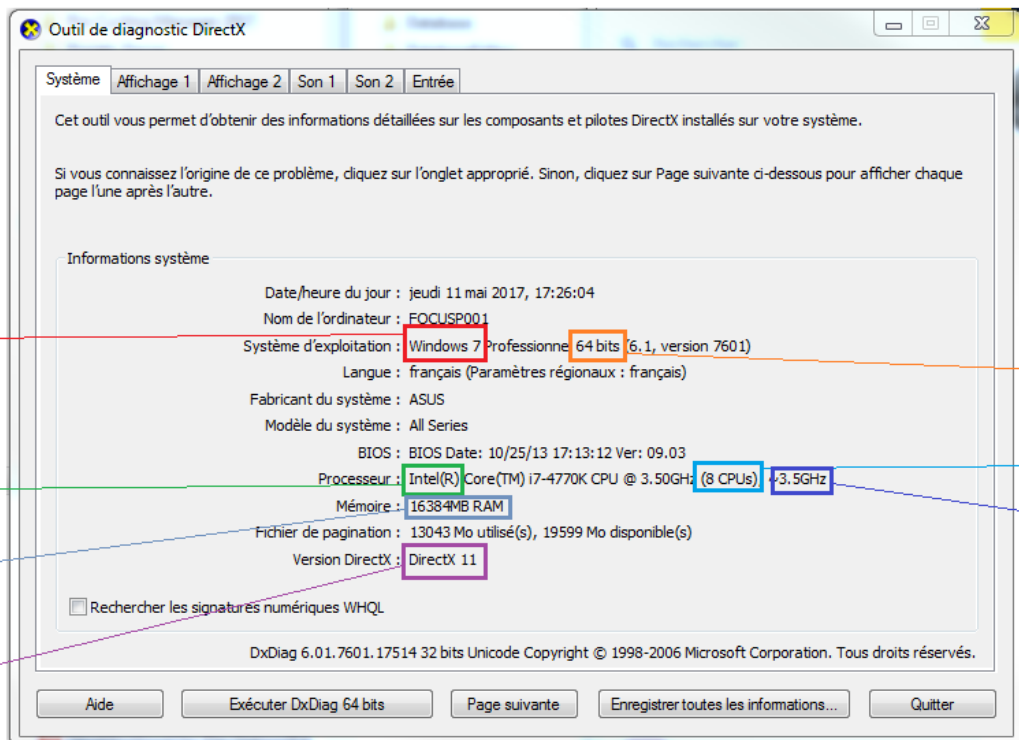 Outil de diagnostic DirectX
Système Affichage 1 Affichage 2 Son 1 Son 2 Entrée
Cet outil vous permet d'obtenir des informations détaillées sur les composants et pilotes DirectX installés sur votre système.
Si vous connaissez l'origine de ce problème, cliquez sur l'onglet approprié. Sinon, cliquez sur Page suivante ci-dessous pour afficher chaque
page l'une après l'autre.
Informations système
Date/heure du jour : jeudi 11 mai 2017, 17:26:04
Nom de l'ordinateur : FOCUSP001
Système d'exploitation : Windows 7 Professionnel 64 bits (6.1, version 7601)
Langue : français (Paramètres régionaux : français)
Fabricant du système : ASUS
Modèle du système : All Series
BIOS : BIOS Date: 10/25/13 17:13:12 Ver: 09.03
Processeur : Intel(R) Core(TM) i7-4770K CPU @ 3.50GHz (8 CPUs), ~3.5GHz
Mémoire : 16384MB RAM
Fichier de pagination : 13043 Mo utilisé(s), 19599 Mo disponible(s)
Version DirectX : DirectX 11
Rechercher les signatures numériques WHQL
DxDiag 6.01.7601.17514 32 bits Unicode Copyright © 1998-2006 Microsoft Corporation. Tous droits réservés.
Aide Exécuter DxDiag 64 bits Page suivante Enregistrer toutes les informations... Quitter